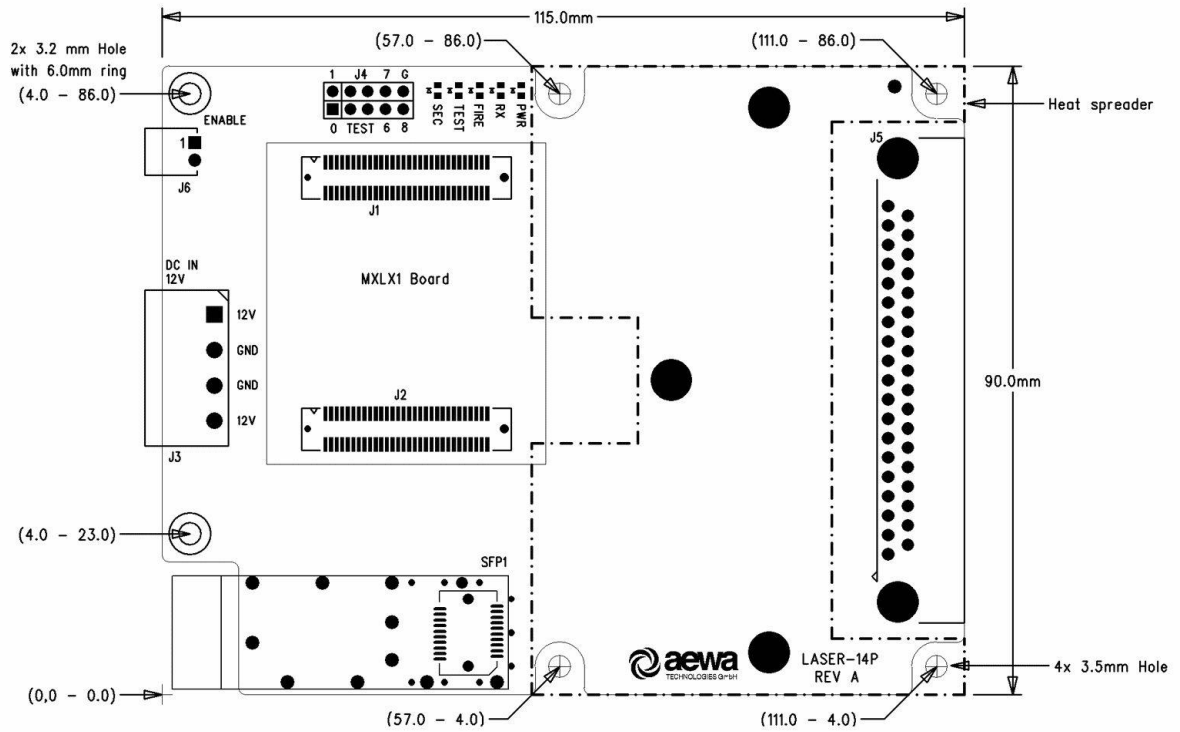 115.0mm
(57.0 - 86.0)
(111.0 - 86.0)
2x 3.2 mm Hole
with 6.0mm ring
(4.0 - 86.0)
1 J4 7 G
0 TEST 6 8
SEC
TEST
FIRE
RX
PWR
Heat spreader
ENABLE
1
J6
J5
J1
DC IN
12V
MXLX1 Board
12V
GND
GND
12V
J3
J2
90.0mm
(4.0 - 23.0)
SFP1
aewa
TECHNOLOGIES GmbH
LASER-14P
REV A
4x 3.5mm Hole
(0,0 - 0.0)
(57.0 - 4.0)
(111.0 - 4.0)